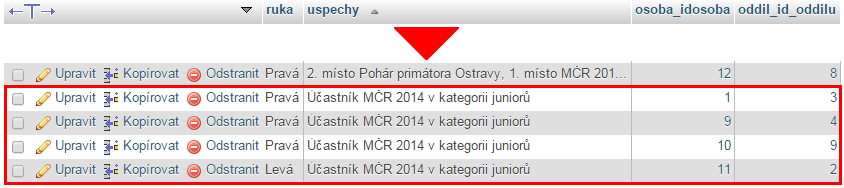 ruka uspechy osoba_idosoba oddil_id_oddilu
Upravit Kopírovat Odstranit Pravá 2. místo Pohár primátora Ostravy, 1. místo MČR 201... 12 8
Upravit Kopírovat Odstranit Pravá Účastník MČR 2014 v kategorii juniorů 1 3
Upravit Kopírovat Odstranit Pravá Účastník MČR 2014 v kategorii juniorů 9 4
Upravit Kopírovat Odstranit Pravá Účastník MČR 2014 v kategorii juniorů 10 9
Upravit Kopírovat Odstranit Levá Účastník MČR 2014 v kategorii juniorů 11 2